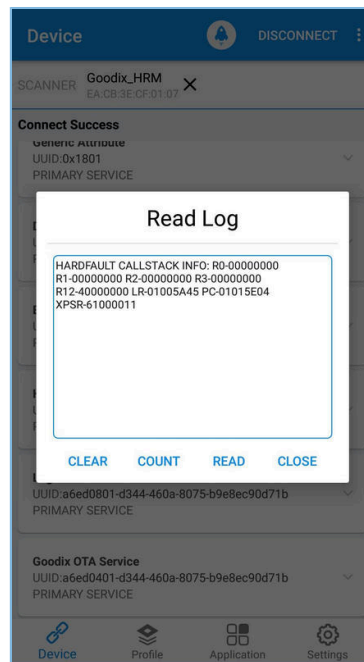 Device
DISCONNECT
SCANNER
Goodix_HRM
EA:CB:3E:CF:01:07
Connect Success
Generic Attribute
UUID:0x1801
PRIMARY SERVICE
Read Log
HARDFAULT CALLSTACK INFO: R0-00000000
R1-00000000 R2-00000000 R3-00000000
R12-40000000 LR-01005A45 PC-01015E04
XPSR-61000011
CLEAR COUNT READ CLOSE
UUID:a6ed0801-d344-460a-8075-b9e8ec90d71b
PRIMARY SERVICE
Goodix OTA Service
UUID:a6ed0401-d344-460a-8075-b9e8ec90d71b
PRIMARY SERVICE
Device Profile Application Settings